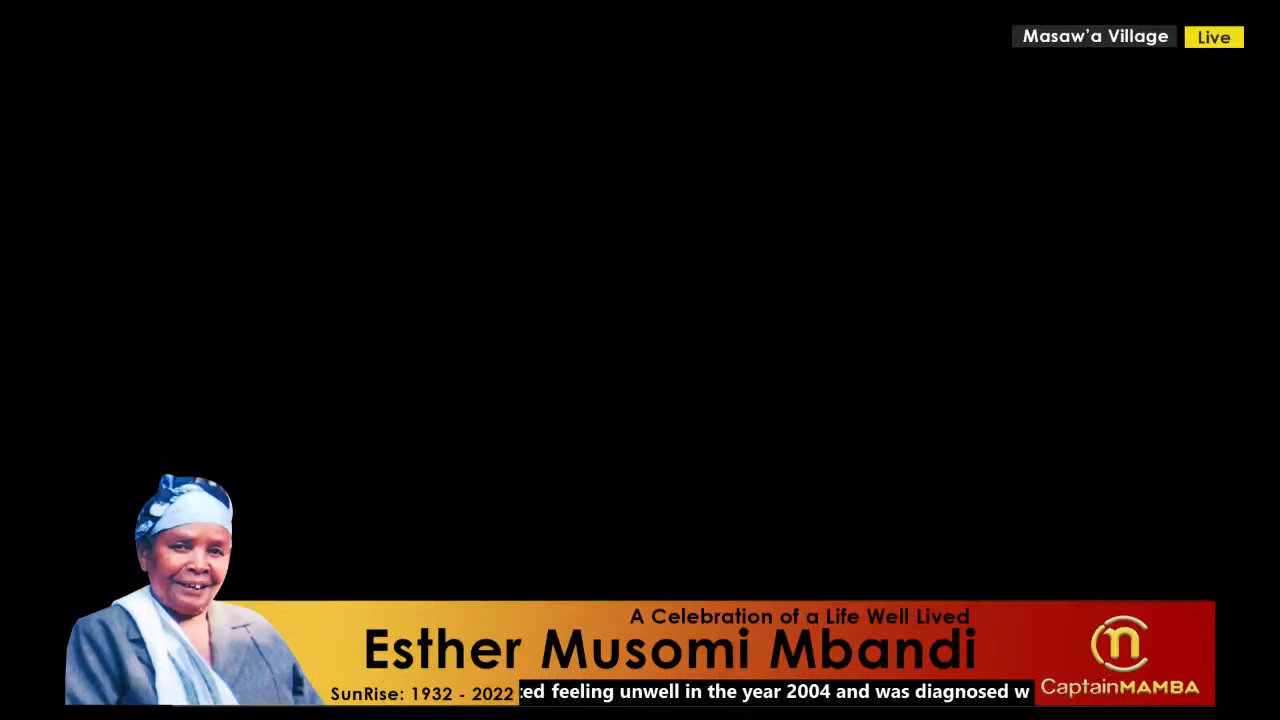 Masaw'a Village
Live
A Celebration of a Life Well Lived
Esther Musomi Mbandi
SunRise: 1932 - 2022
ted feeling unwell in the year 2004 and was diagnosed w
CaptainMAMBA